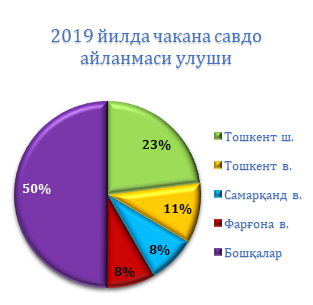 2019 йилда чакана савдо
айланмаси улуши
23%
11%
8%
8%
50%
Тошкент ш.
Тошкент в.
Самарқанд в.
Фарғона в.
Бошқалар